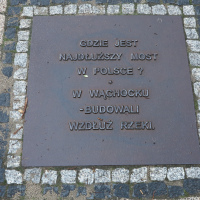 GDZIE JEST
NAJDŁUŻSZY MOST
W POLSCE?
W WĄCHOCKU
- BUDOWALI
WZDŁUŻ RZEKI.